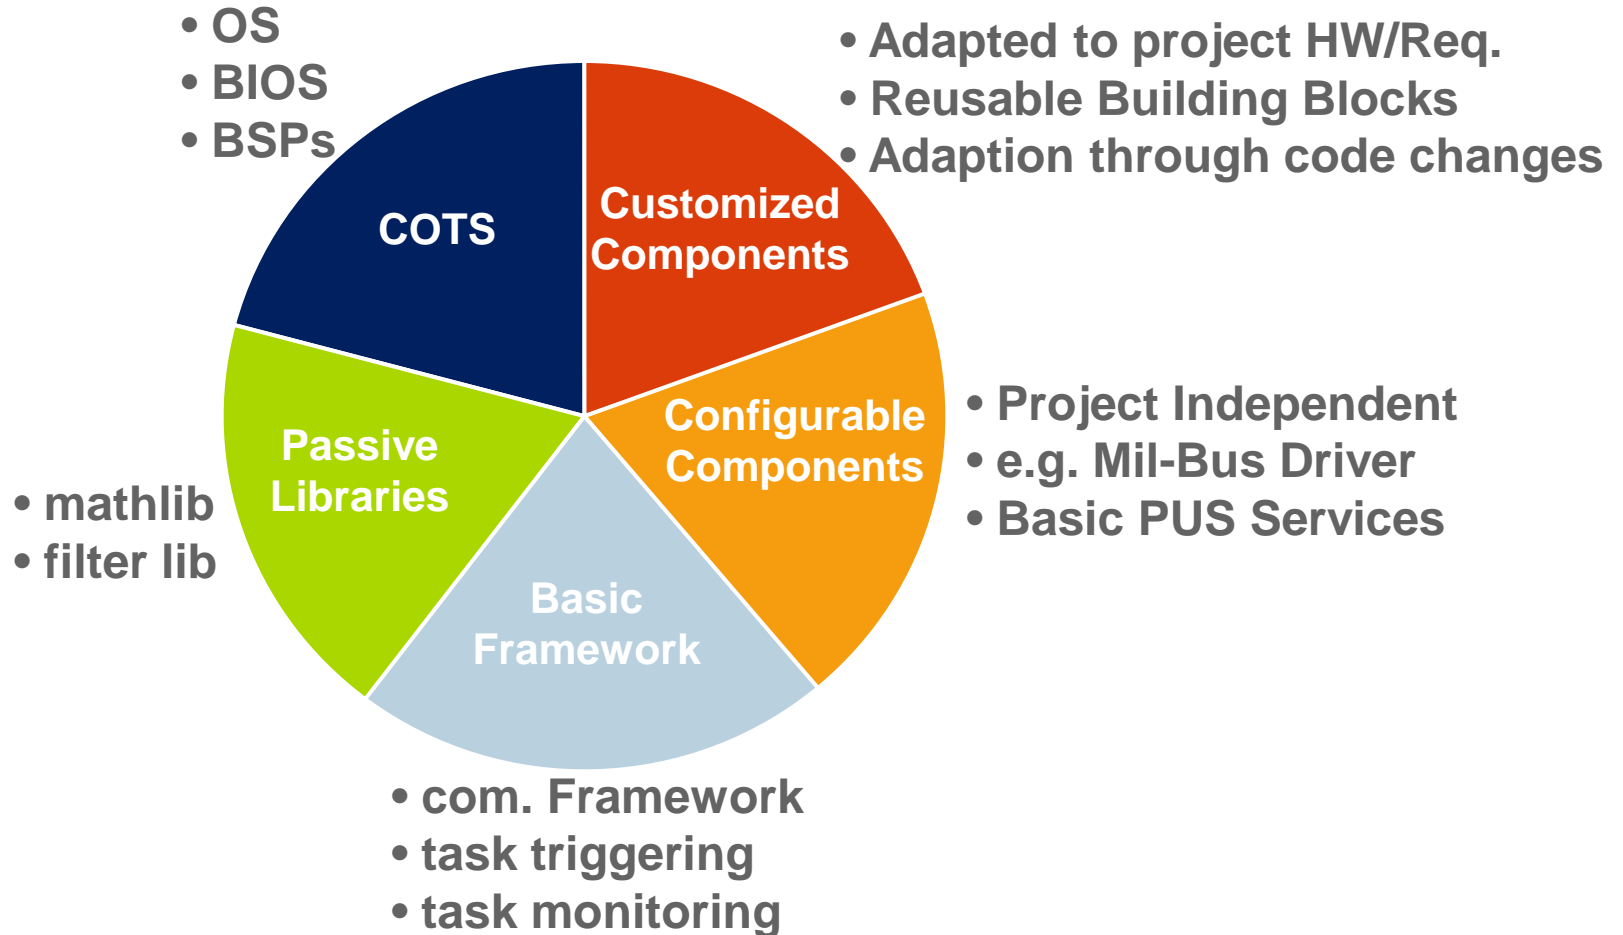 • OS
• BIOS
• BSPs
• Adapted to project HW/Req.
• Reusable Building Blocks
• Adaption through code changes
COTS
Customized
Components
Configurable
Components
• Project Independent
• e.g. Mil-Bus Driver
• Basic PUS Services
Passive
Libraries
• mathlib
• filter lib
Basic
Framework
• com. Framework
• task triggering
• task monitoring